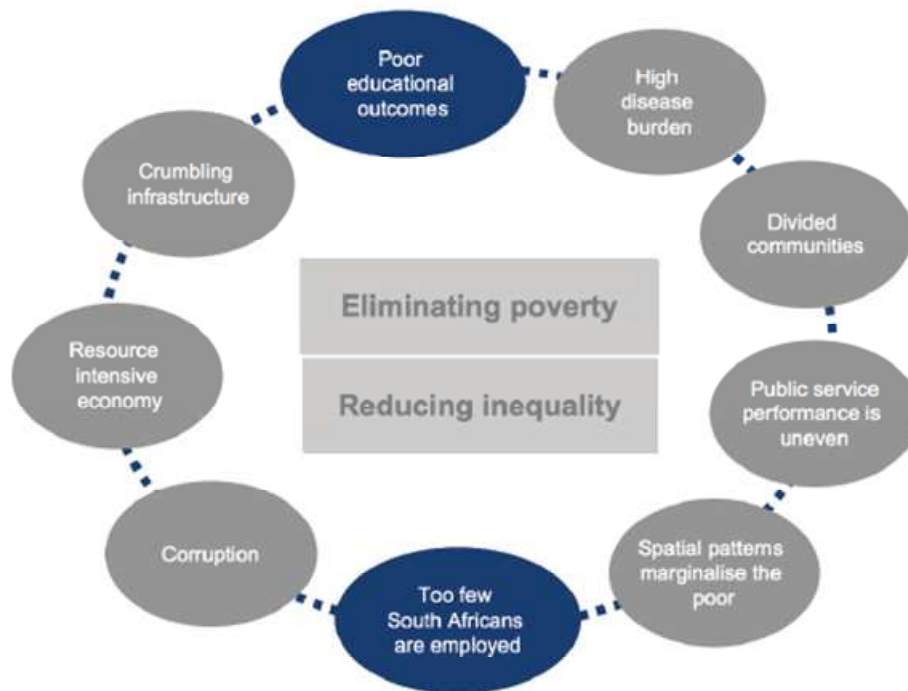 Poor
educational
outcomes
High
disease
burden
Divided
communities
Public service
performance is
uneven
Spatial patterns
marginalise the
poor
Too few
South Africans
are employed
Corruption
Resource
intensive
economy
Crumbling
infrastructure
Eliminating poverty
Reducing inequality